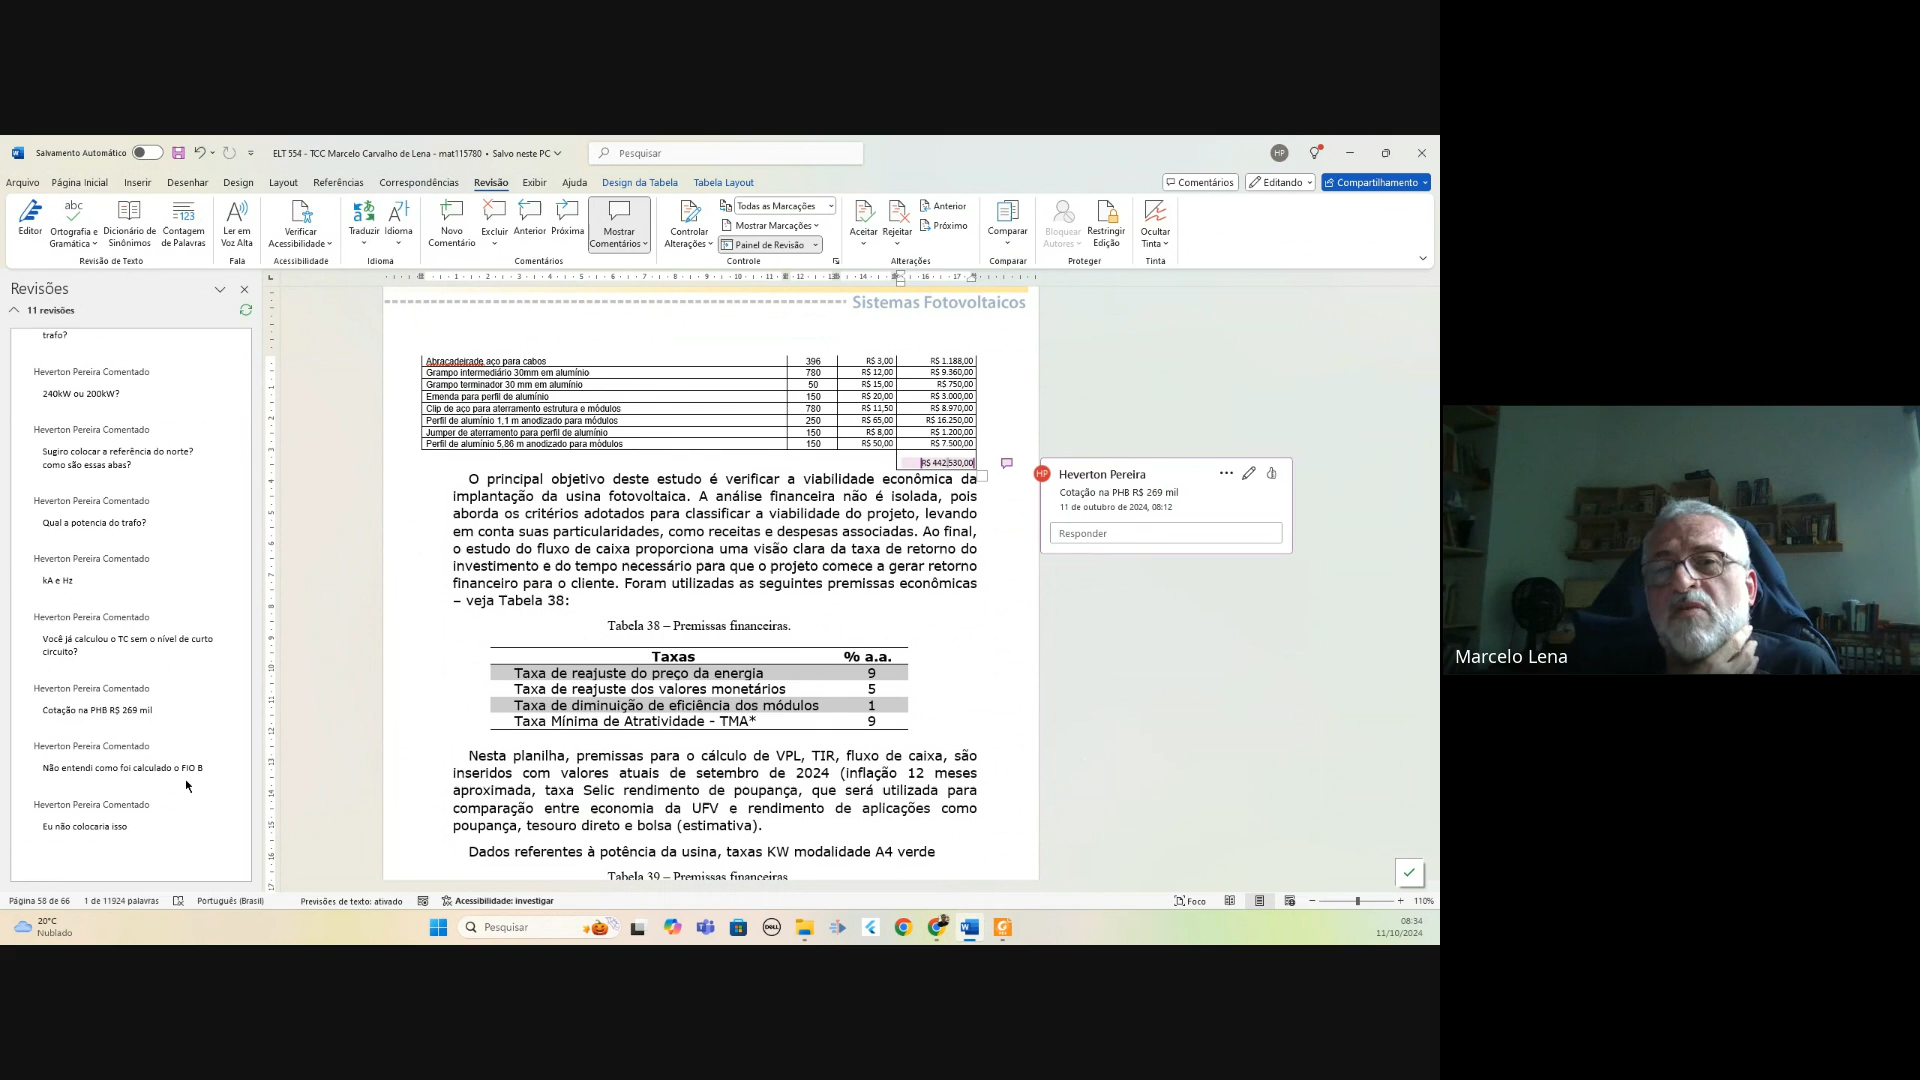 Salvamento Automático
ELT 554 - TCC Marcelo Carvalho de Lena - mat115780 • Salvo neste PC
Pesquisar
HP
Arquivo Página Inicial Inserir Desenhar Design Layout Referências Correspondências Revisão Exibir Ajuda Design da Tabela Tabela Layout
Comentários Editando Compartilhamento
Editor
Ortografia e Gramática
Dicionário de Sinônimos
Contagem de Palavras
Ler em Voz Alta
Verificar Acessibilidade
Traduzir
Idioma
Novo Comentário
Excluir
Anterior
Próxima
Mostrar Comentários
Controlar Alterações
Todas as Marcações
Mostrar Marcações
Painel de Revisão
Aceitar
Rejeitar
Anterior
Próximo
Comparar
Bloquear Autores
Restringir Edição
Ocultar Tinta
Revisão de Texto Fala Acessibilidade Idioma Comentários Controle Alterações Comparar Proteger Tinta
Revisões
11 revisões
trafo?
Heverton Pereira Comentado
240kW ou 200kW?
Heverton Pereira Comentado
Sugiro colocar a referência do norte?
como são essas abas?
Heverton Pereira Comentado
Qual a potencia do trafo?
Heverton Pereira Comentado
kA e Hz
Heverton Pereira Comentado
Você já calculou o TC sem o nível de curto
circuito?
Heverton Pereira Comentado
Cotação na PHB R$ 269 mil
Heverton Pereira Comentado
Não entendi como foi calculado o FIO B
Heverton Pereira Comentado
Eu não colocaria isso
Sistemas Fotovoltaicos
Abraçadeirade aço para cabos 396 R$ 3,00 R$ 1.188,00
Grampo intermediário 30mm em alumínio 780 R$ 12,00 R$ 9.360,00
Grampo terminador 30 mm em alumínio 50 R$ 15,00 R$ 750,00
Emenda para perfil de alumínio 150 R$ 20,00 R$ 3.000,00
Clip de aço para aterramento estrutura e módulos 780 R$ 11,50 R$ 8.970,00
Perfil de alumínio 1,1 m anodizado para módulos 250 R$ 65,00 R$ 16.250,00
Jumper de aterramento para perfil de alumínio 150 R$ 8,00 R$ 1.200,00
Perfil de alumínio 5,86 m anodizado para módulos 150 R$ 50,00 R$ 7.500,00
R$ 442.530,00
O principal objetivo deste estudo é verificar a viabilidade econômica da
implantação da usina fotovoltaica. A análise financeira não é isolada, pois
aborda os critérios adotados para classificar a viabilidade do projeto, levando
em conta suas particularidades, como receitas e despesas associadas. Ao final,
o estudo do fluxo de caixa proporciona uma visão clara da taxa de retorno do
investimento e do tempo necessário para que o projeto comece a gerar retorno
financeiro para o cliente. Foram utilizadas as seguintes premissas econômicas
– veja Tabela 38:
Tabela 38 – Premissas financeiras.
Taxas % a.a.
Taxa de reajuste do preço da energia 9
Taxa de reajuste dos valores monetários 5
Taxa de diminuição de eficiência dos módulos 1
Taxa Mínima de Atratividade - TMA* 9
Nesta planilha, premissas para o cálculo de VPL, TIR, fluxo de caixa, são
inseridos com valores atuais de setembro de 2024 (inflação 12 meses
aproximada, taxa Selic rendimento de poupança, que será utilizada para
comparação entre economia da UFV e rendimento de aplicações como
poupança, tesouro direto e bolsa (estimativa).
Dados referentes à potência da usina, taxas KW modalidade A4 verde
Tabela 39 – Premissas financeiras
HP
Heverton Pereira
Cotação na PHB R$ 269 mil
11 de outubro de 2024, 08:12
Responder
Marcelo Lena
Página 58 de 66 1 de 11924 palavras Português (Brasil) Previsões de texto: ativado Acessibilidade: investigar Foco 110%
20°C
Nublado
Pesquisar
08:34
11/10/2024